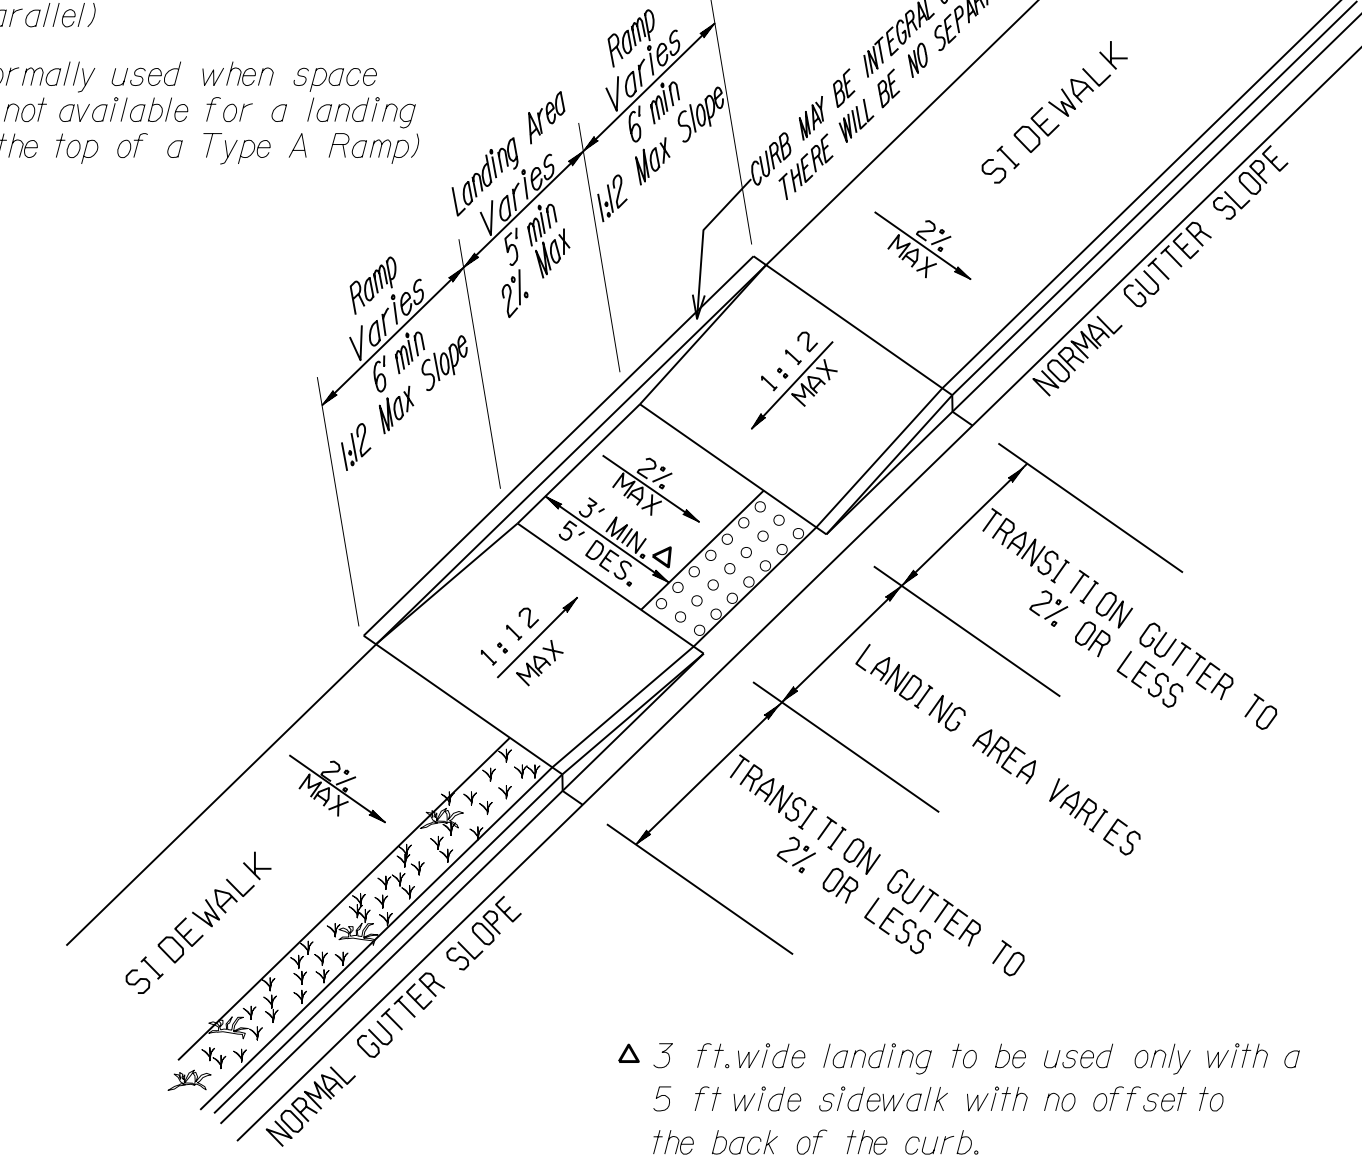 arallel)
ormally used when space
not available for a landing
the top of a Type A Ramp)
Ramp
Varies
6' min
1:12 Max Slope
Landing Area
Varies
5' min
2% Max
Ramp
Varies
6' min
1:12 Max Slope
CURB MAY BE INTEGRAL
THERE WILL BE NO SEPAR
SIDEWALK
2%
MAX
NORMAL GUTTER SLOPE
1:12
MAX
2%
MAX
3' MIN. △
5' DES.
1:12
MAX
2%
MAX
SIDEWALK
NORMAL GUTTER SLOPE
TRANSITION GUTTER TO
2% OR LESS
LANDING AREA VARIES
TRANSITION GUTTER TO
2% OR LESS
△ 3 ft.wide landing to be used only with a
5 ft wide sidewalk with no offset to
the back of the curb.